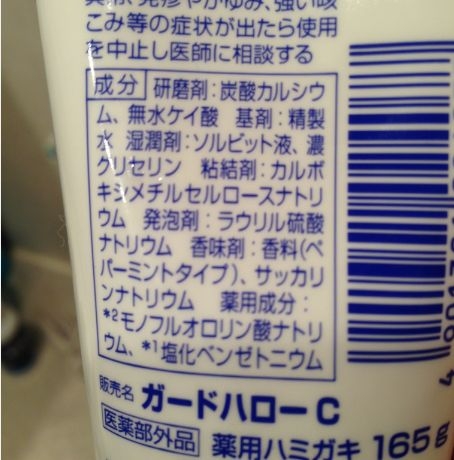 発疹やかゆみ、強い咳
こみ等の症状が出たら使用
を中止し医師に相談する
成分 研磨剤：炭酸カルシウ
ム、無水ケイ酸 基剤：精製
水 湿潤剤：ソルビット液、濃
グリセリン 粘結剤：カルボ
キシメチルセルロースナトリ
ウム 発泡剤：ラウリル硫酸
ナトリウム 香味剤：香料(ペ
パーミントタイプ)、サッカリ
ンナトリウム 薬用成分：
*2モノフルオロリン酸ナトリ
ウム、*1塩化ベンゼトニウム
販売名 ガードハローC
医薬部外品 薬用ハミガキ 165g